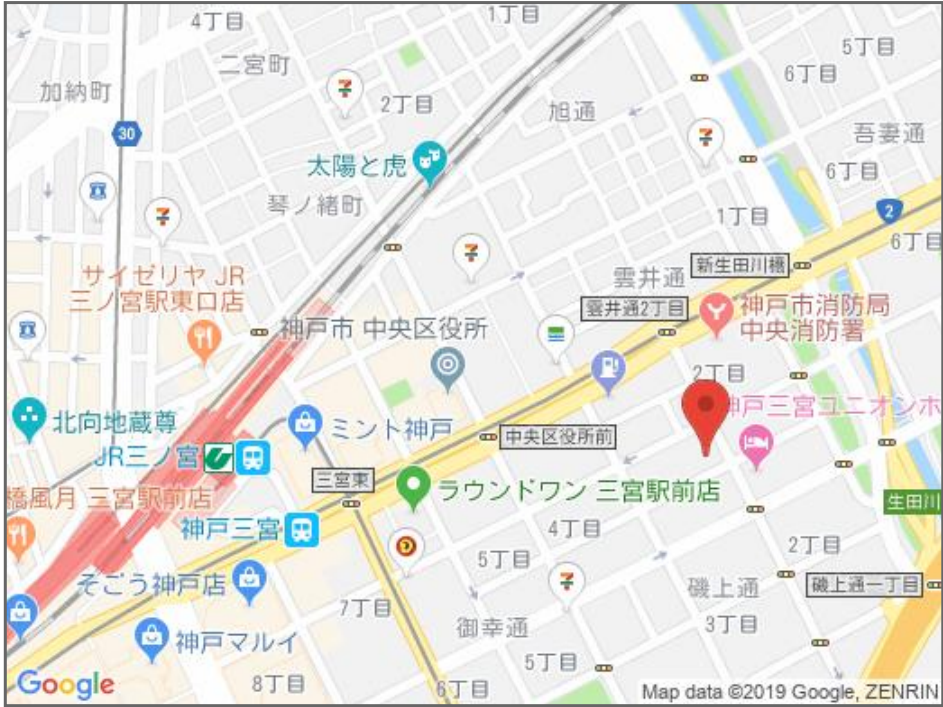 4丁目
1丁目
二宮町
5丁目
6丁目
加納町
2丁目
旭通
30
吾妻通
太陽と虎
6丁目
琴ノ緒町
1丁目
2
6丁目
サイゼリヤ JR
三ノ宮駅東口店
雲井通
新生田川橋
雲井通2丁目
神戸市消防局
中央消防署
神戸市 中央区役所
2丁目
北向地蔵尊
ミント神戸
中央区役所前
神戸三宮ユニオンホ
JR三ノ宮
三宮東
ラウンドワン 三宮駅前店
橋風月 三宮駅前店
生田川
神戸三宮
4丁目
5丁目
2丁目
そごう神戸店
磯上通
磯上通一丁目
7丁目
御幸通
3丁目
神戸マルイ
5丁目
Google
8丁目
6丁目
Map data ©2019 Google, ZENRIN